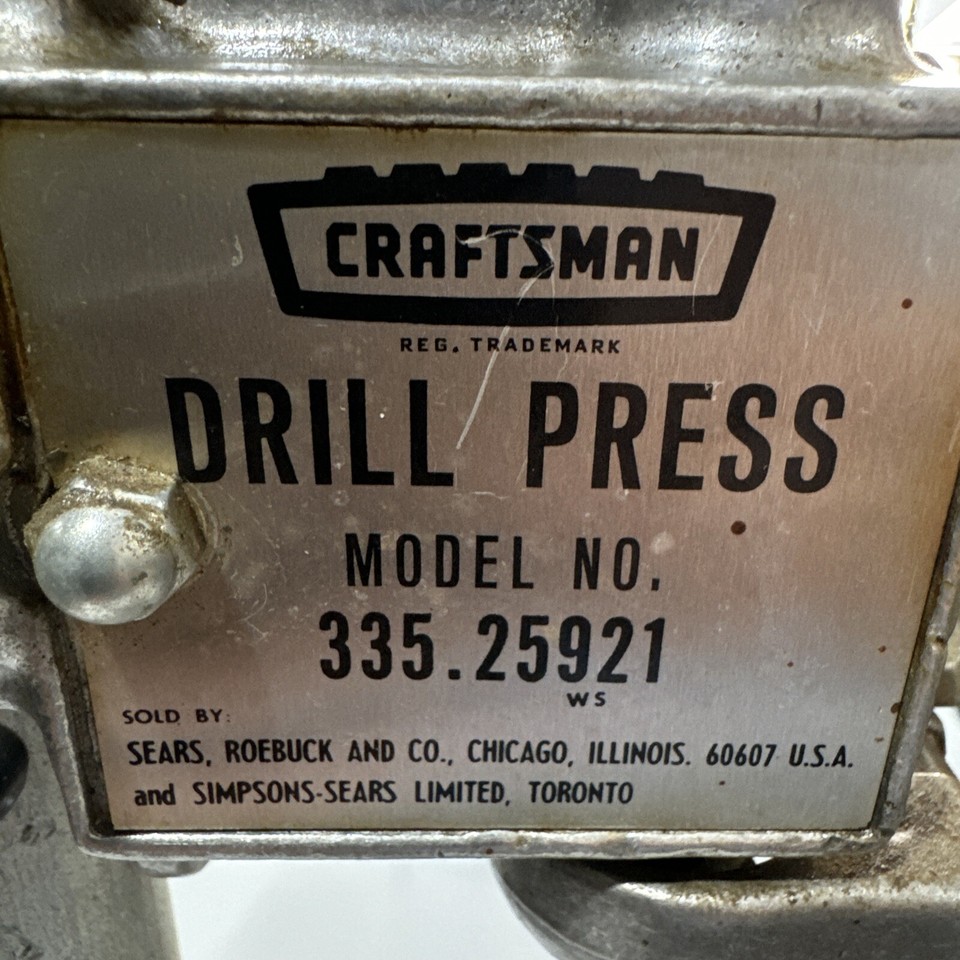 CRAFTSMAN
REG. TRADEMARK
DRILL PRESS
MODEL NO.
335.25921
WS
SOLD BY:
SEARS, ROEBUCK AND CO., CHICAGO, ILLINOIS. 60607 U.S.A.
and SIMPSONS-SEARS LIMITED, TORONTO